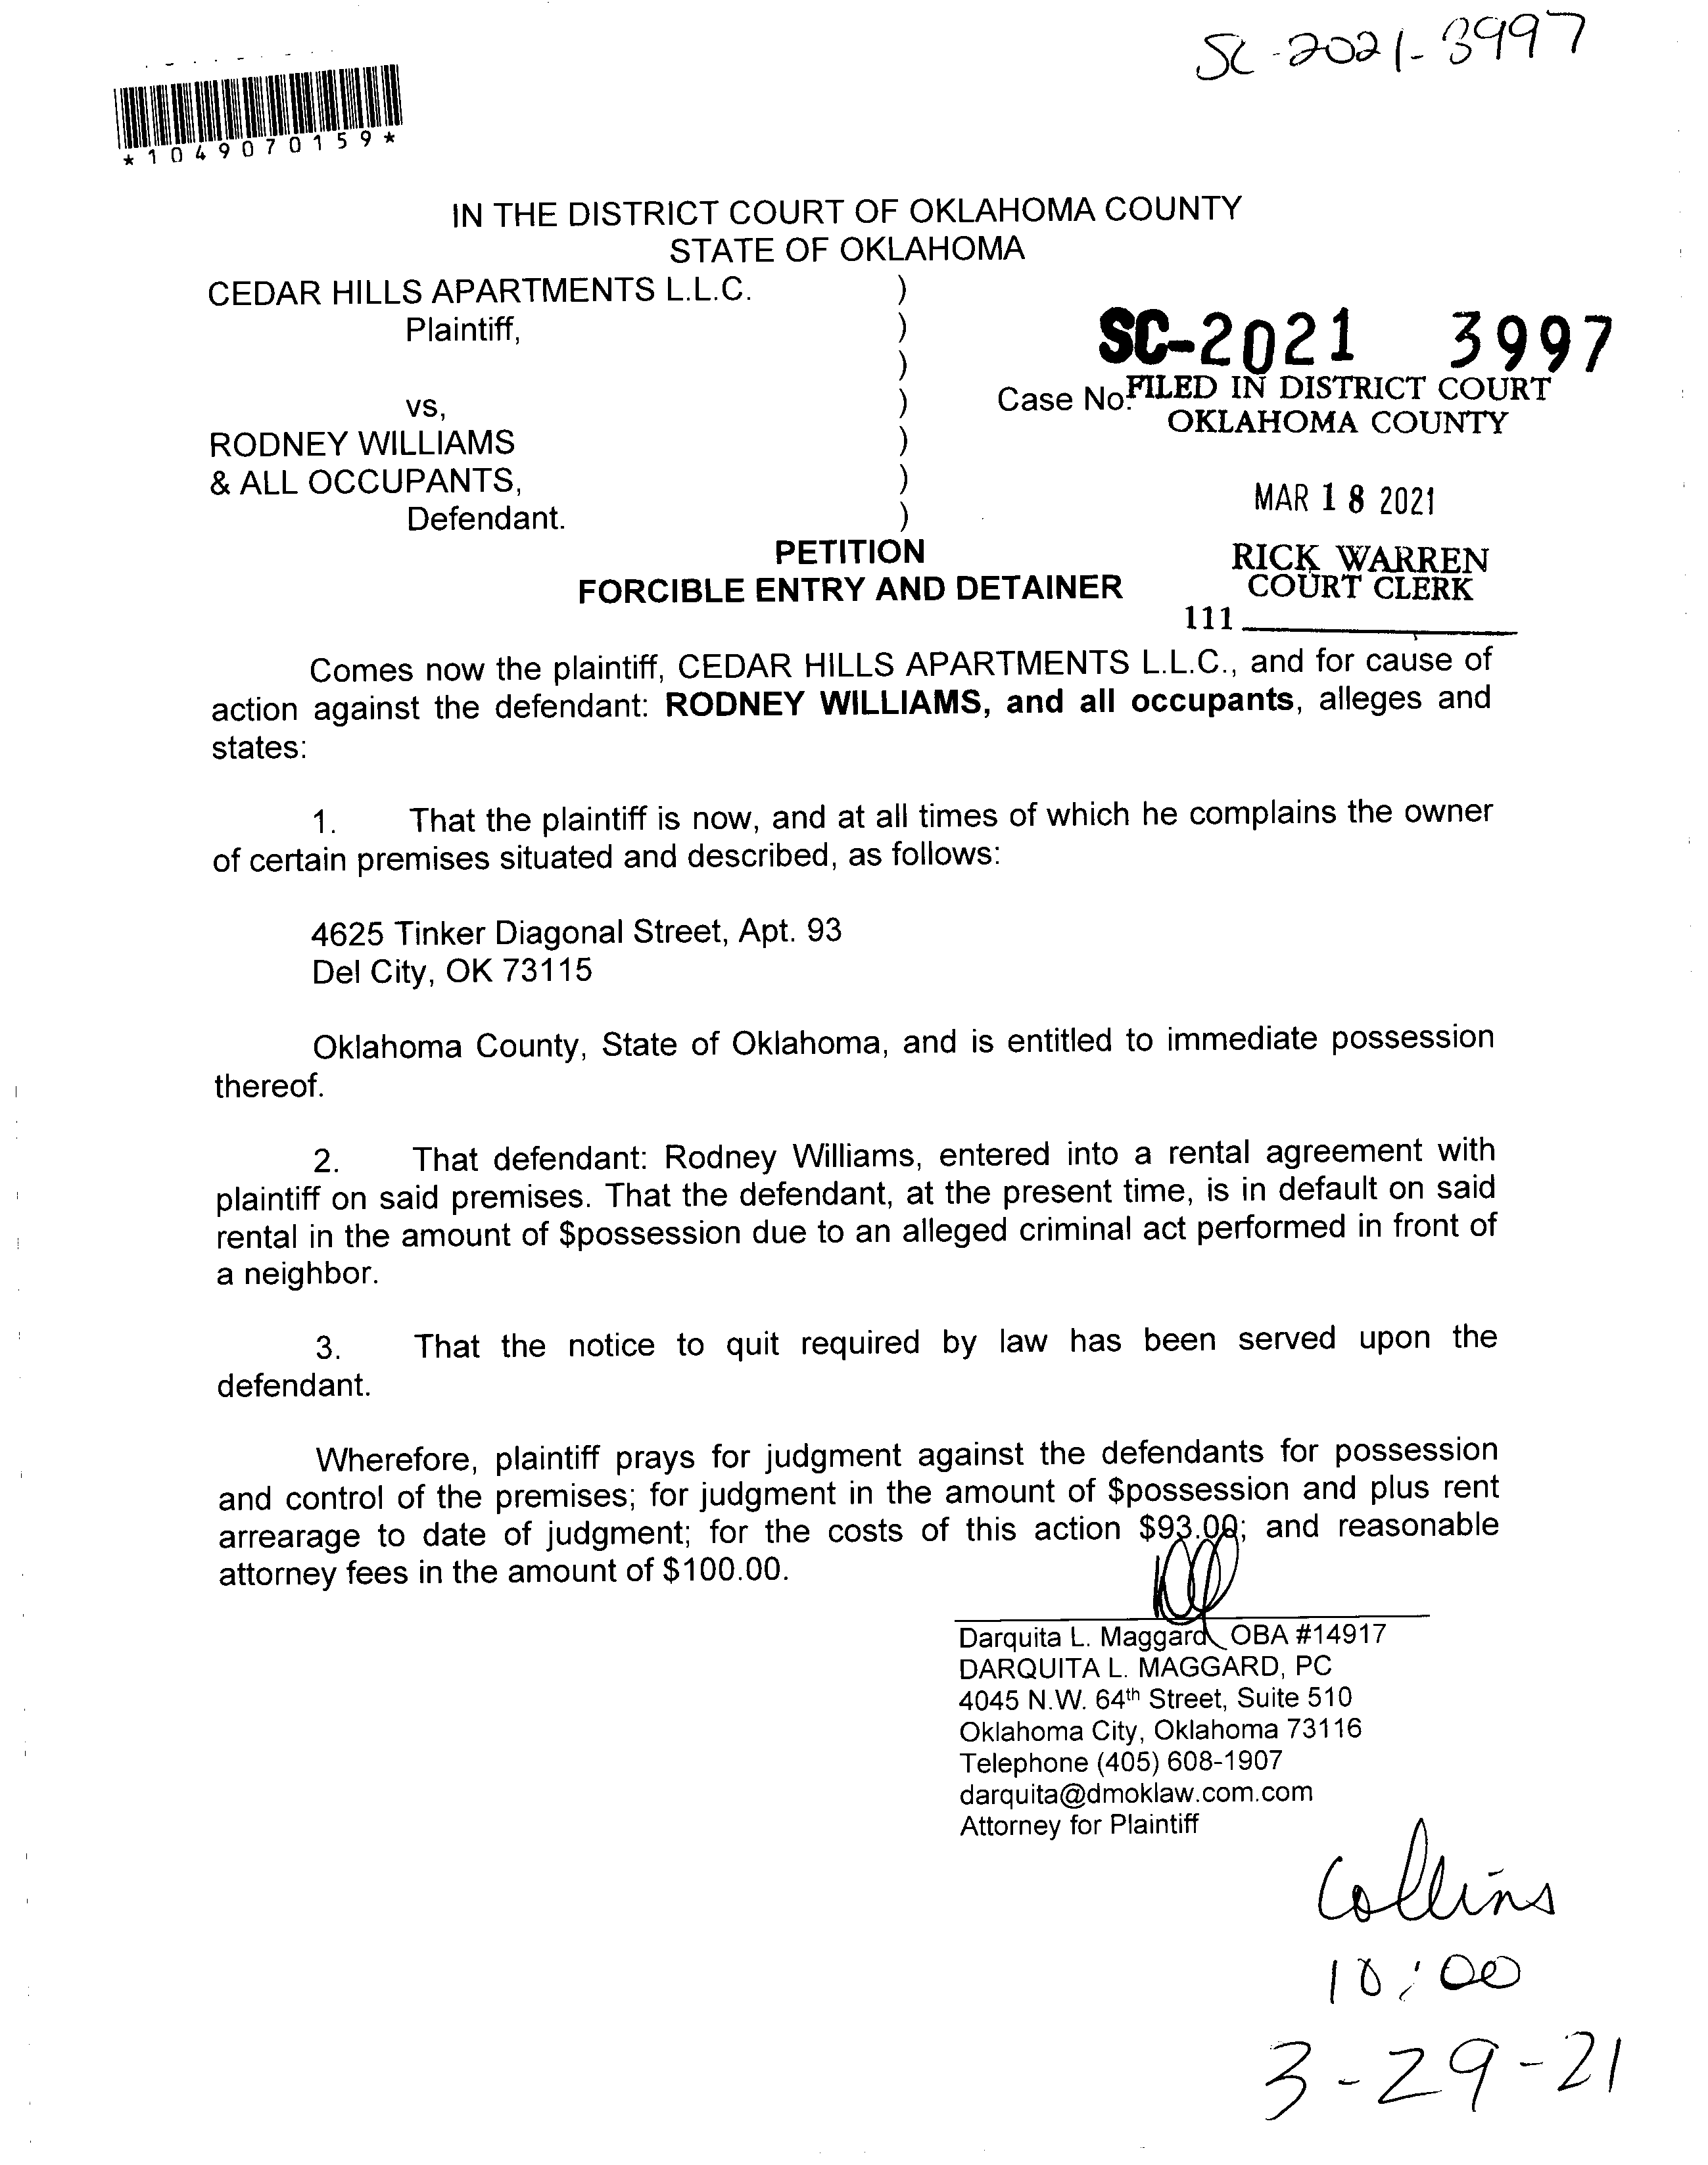 SC-2021-3997
*1049070159*
IN THE DISTRICT COURT OF OKLAHOMA COUNTY
STATE OF OKLAHOMA
CEDAR HILLS APARTMENTS L.L.C. )
Plaintiff, )
)
SC-2021 3997
vs, ) Case No. FILED IN DISTRICT COURT
OKLAHOMA COUNTY
RODNEY WILLIAMS )
& ALL OCCUPANTS, )
MAR 18 2021
Defendant. )
PETITION
RICK WARREN
FORCIBLE ENTRY AND DETAINER
COURT CLERK
111
Comes now the plaintiff, CEDAR HILLS APARTMENTS L.L.C., and for cause of
action against the defendant: RODNEY WILLIAMS, and all occupants, alleges and
states:
1. That the plaintiff is now, and at all times of which he complains the owner
of certain premises situated and described, as follows:
4625 Tinker Diagonal Street, Apt. 93
Del City, OK 73115
Oklahoma County, State of Oklahoma, and is entitled to immediate possession
thereof.
2. That defendant: Rodney Williams, entered into a rental agreement with
plaintiff on said premises. That the defendant, at the present time, is in default on said
rental in the amount of $possession due to an alleged criminal act performed in front of
a neighbor.
3. That the notice to quit required by law has been served upon the
defendant.
Wherefore, plaintiff prays for judgment against the defendants for possession
and control of the premises; for judgment in the amount of $possession and plus rent
arrearage to date of judgment; for the costs of this action $93.00; and reasonable
attorney fees in the amount of $100.00.
Darquita L. Maggard OBA #14917
DARQUITA L. MAGGARD, PC
4045 N.W. 64th Street, Suite 510
Oklahoma City, Oklahoma 73116
Telephone (405) 608-1907
darquita@dmoklaw.com.com
Attorney for Plaintiff
Collins
10:00
3-29-21